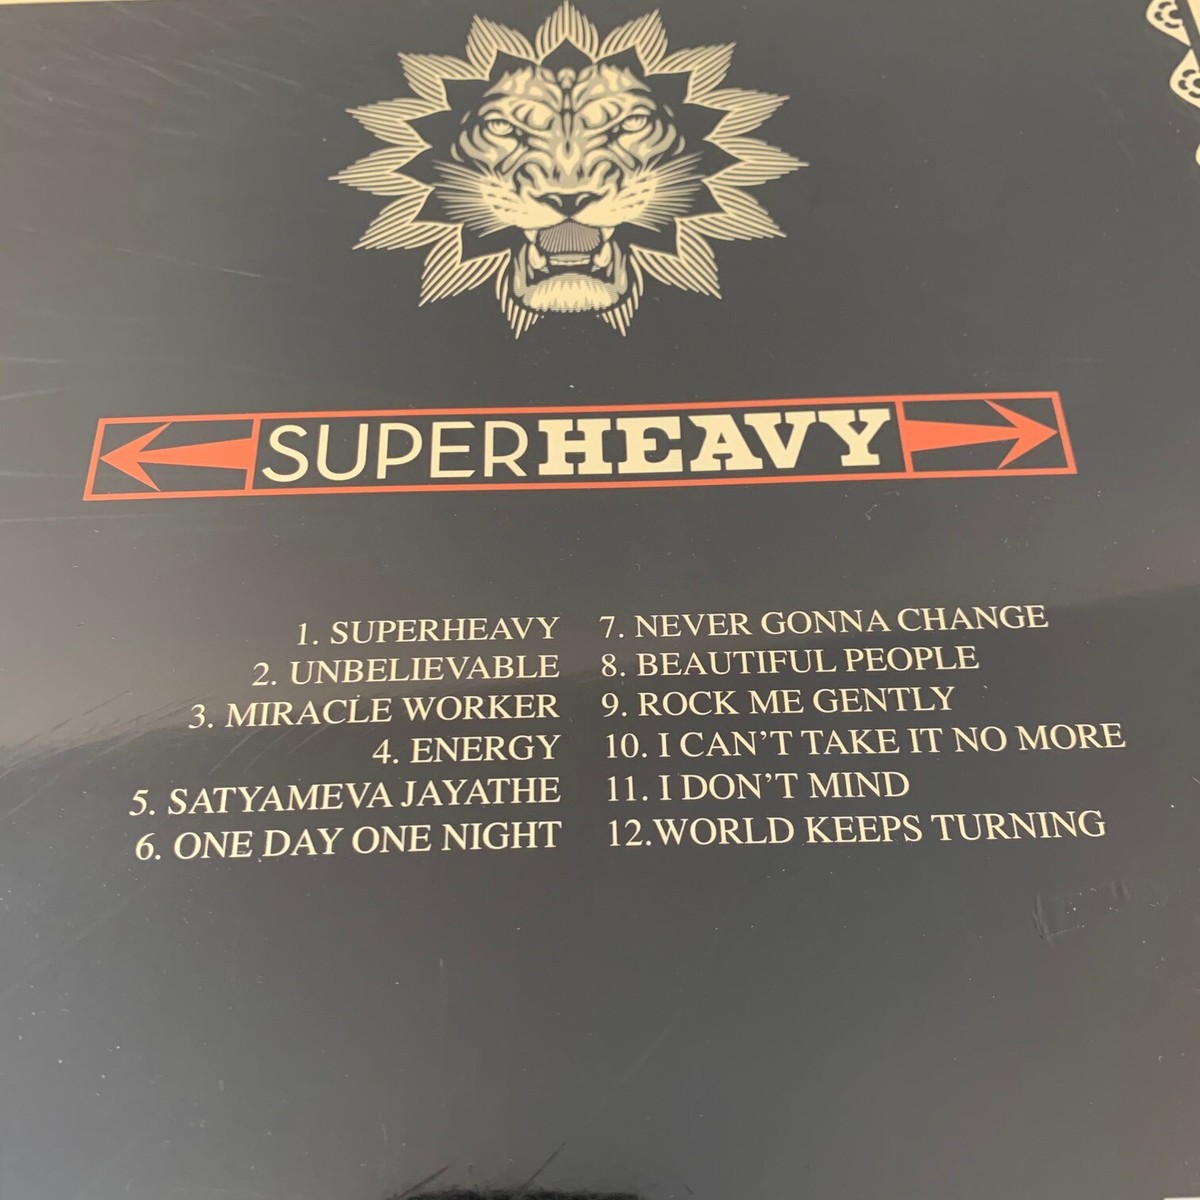 SUPERHEAVY
1. SUPERHEAVY
2. UNBELIEVABLE
3. MIRACLE WORKER
4. ENERGY
5. SATYAMEVA JAYATHE
6. ONE DAY ONE NIGHT
7. NEVER GONNA CHANGE
8. BEAUTIFUL PEOPLE
9. ROCK ME GENTLY
10. I CAN'T TAKE IT NO MORE
11. I DON'T MIND
12.WORLD KEEPS TURNING